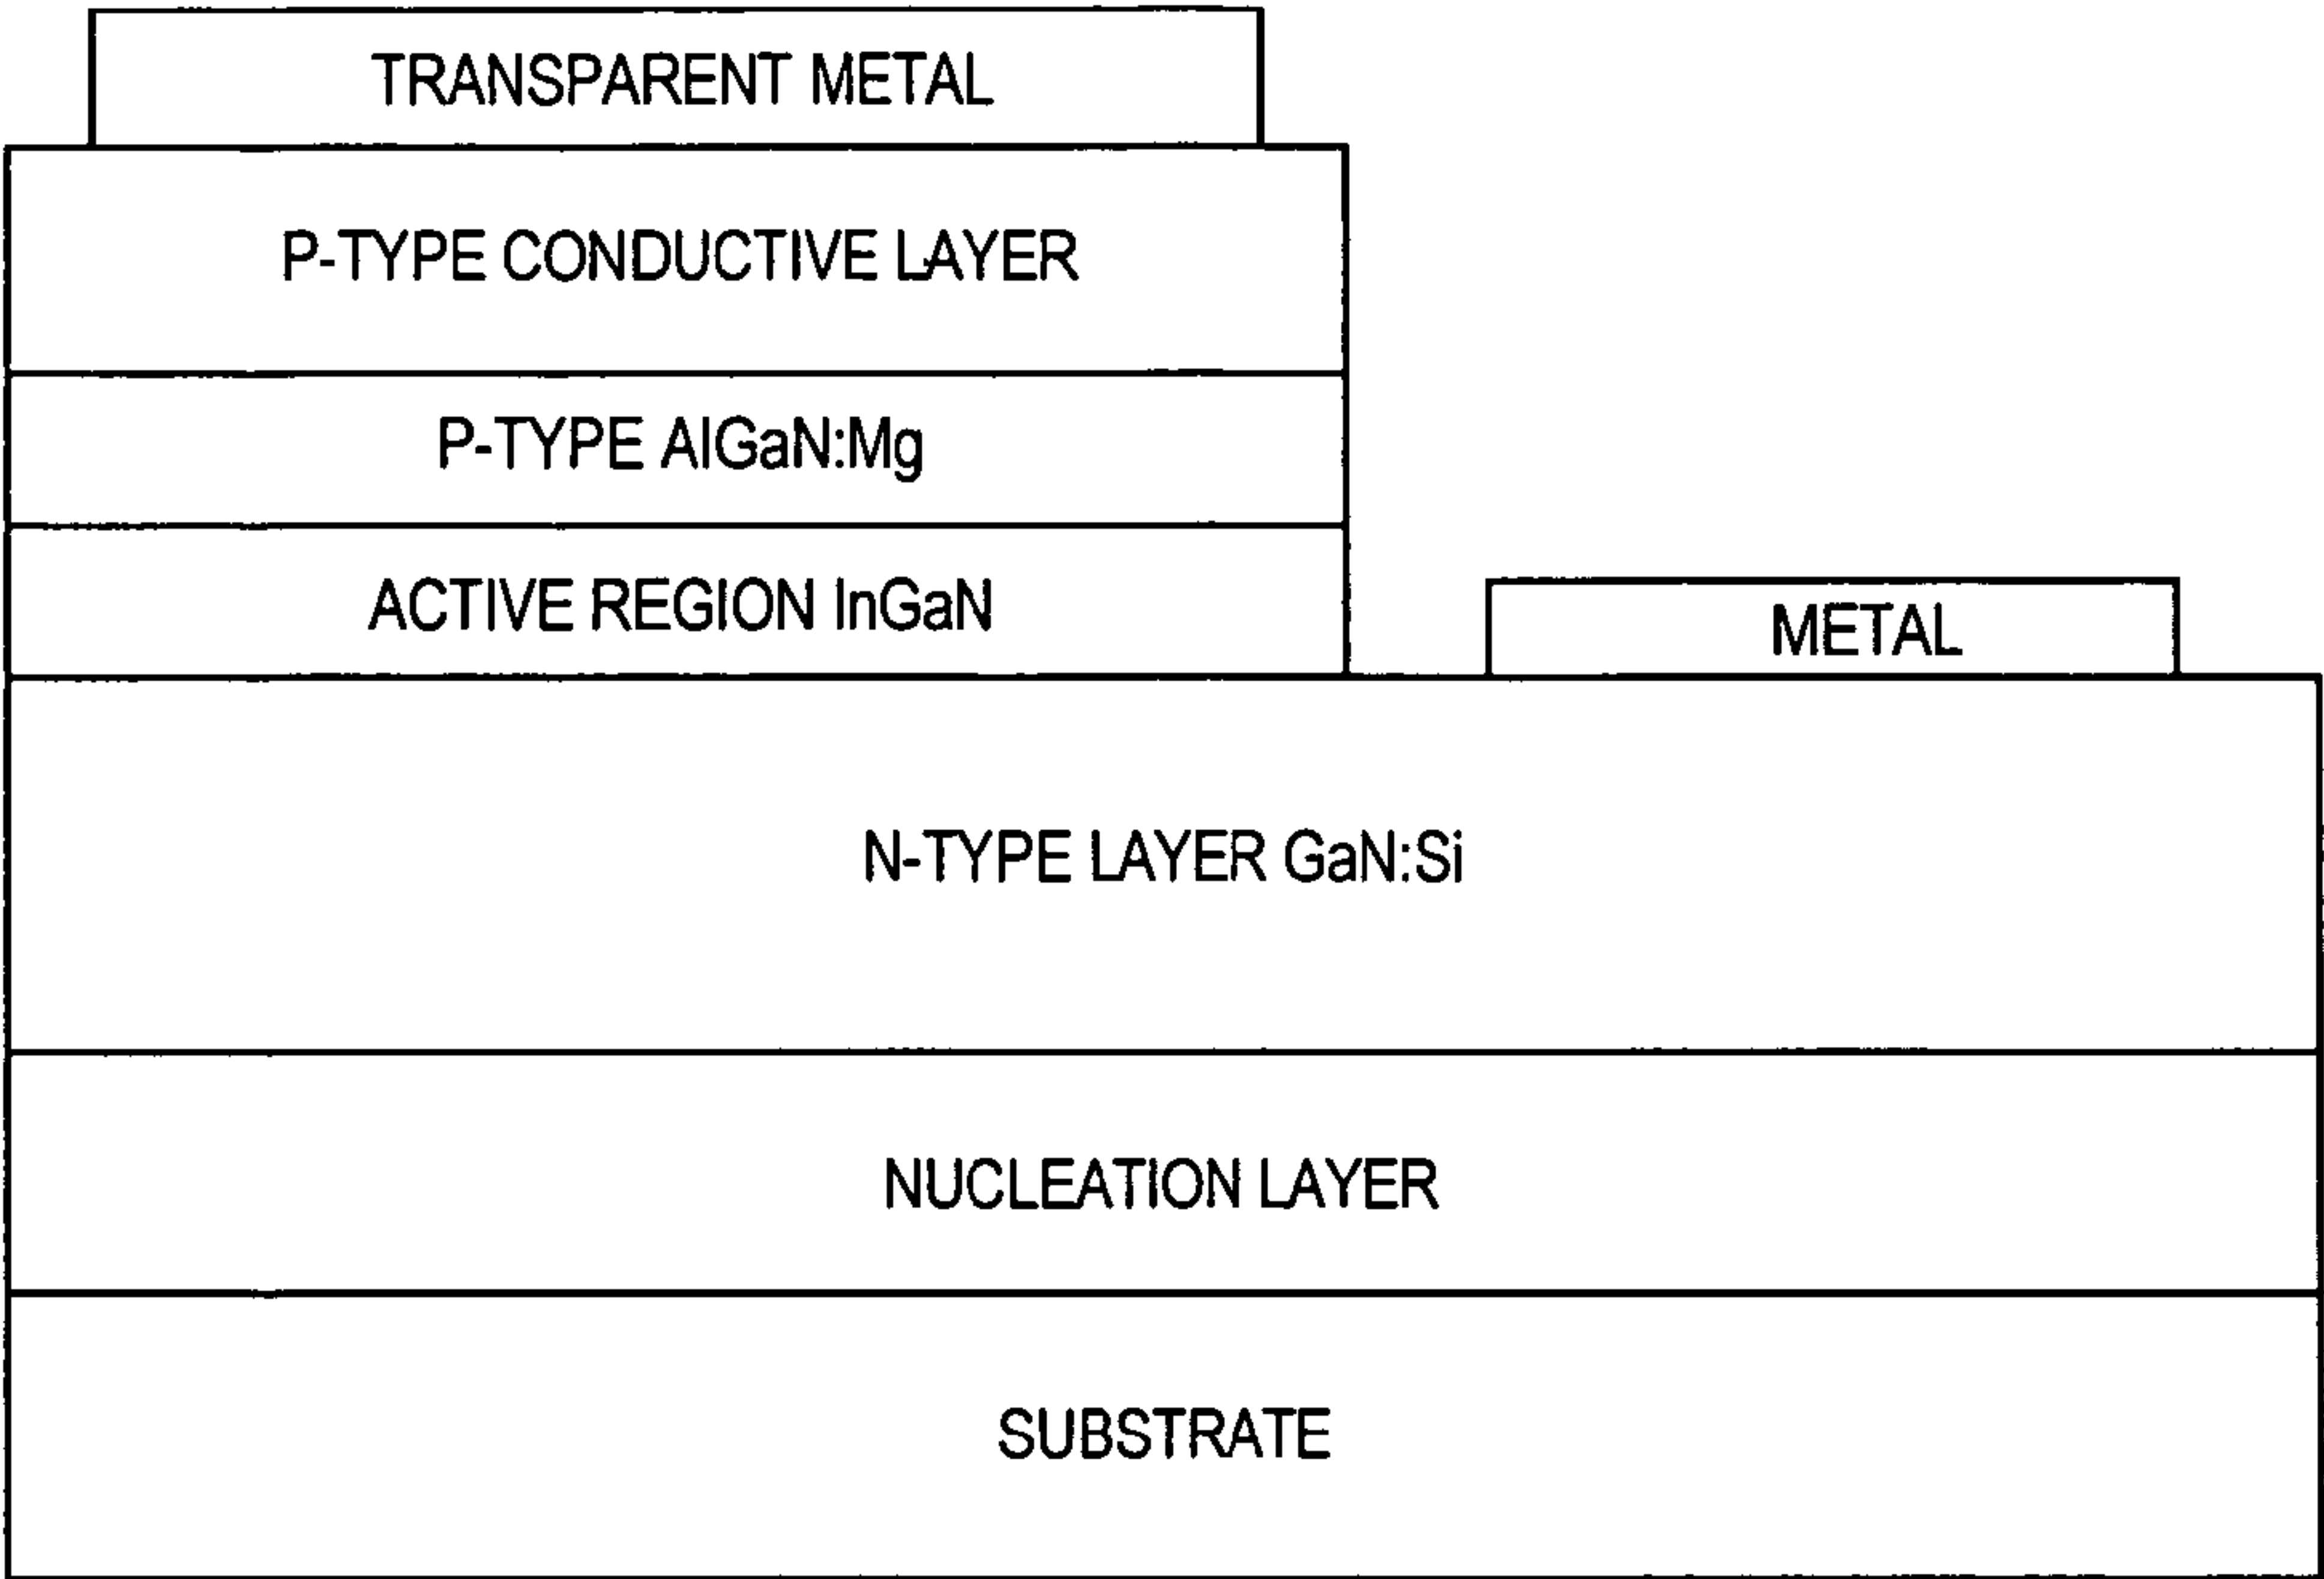 TRANSPARENT METAL
P-TYPE CONDUCTIVE LAYER
P-TYPE AlGaN:Mg
ACTIVE REGION InGaN
METAL
N-TYPE LAYER GaN:Si
NUCLEATION LAYER
SUBSTRATE